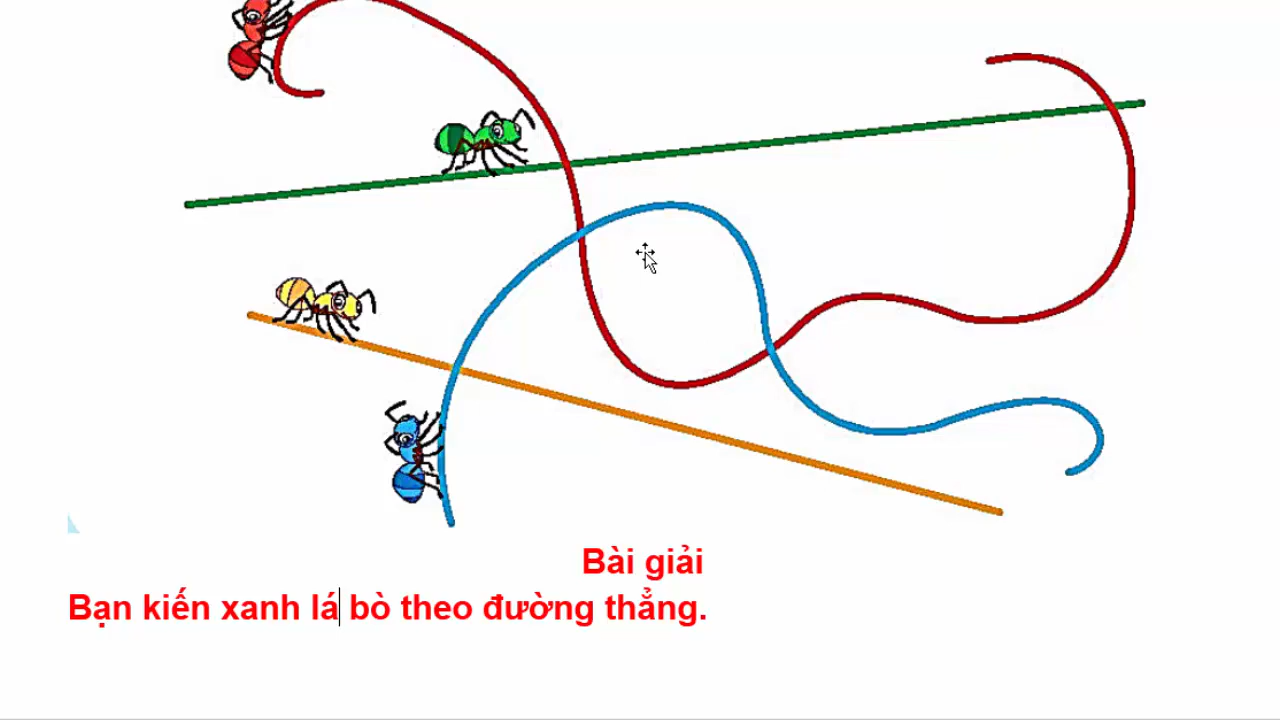 Bài giải
Bạn kiến xanh lá bò theo đường thẳng.